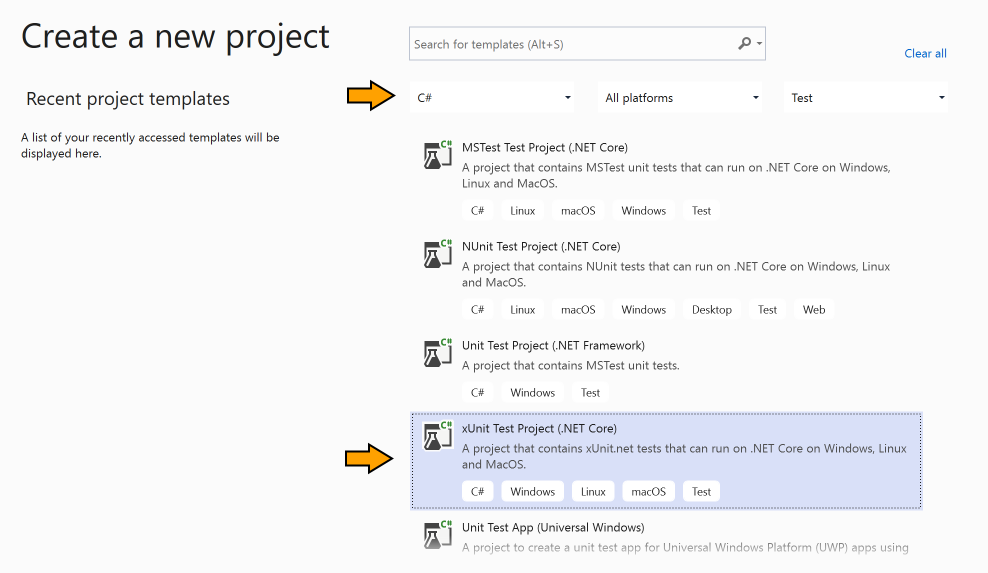 Create a new project
Search for templates (Alt+S)
Clear all
Recent project templates
C#
All platforms
Test
A list of your recently accessed templates will be
displayed here.
C#
MSTest Test Project (.NET Core)
A project that contains MSTest unit tests that can run on .NET Core on Windows,
Linux and MacOS.
C# Linux macOS Windows Test
C#
NUnit Test Project (.NET Core)
A project that contains NUnit tests that can run on .NET Core on Windows, Linux
and MacOS.
C# Linux macOS Windows Desktop Test Web
C#
Unit Test Project (.NET Framework)
A project that contains MSTest unit tests.
C# Windows Test
C#
xUnit Test Project (.NET Core)
A project that contains xUnit.net tests that can run on .NET Core on Windows, Linux
and MacOS.
C# Windows Linux macOS Test
C#
Unit Test App (Universal Windows)
A project to create a unit test app for Universal Windows Platform (UWP) apps using